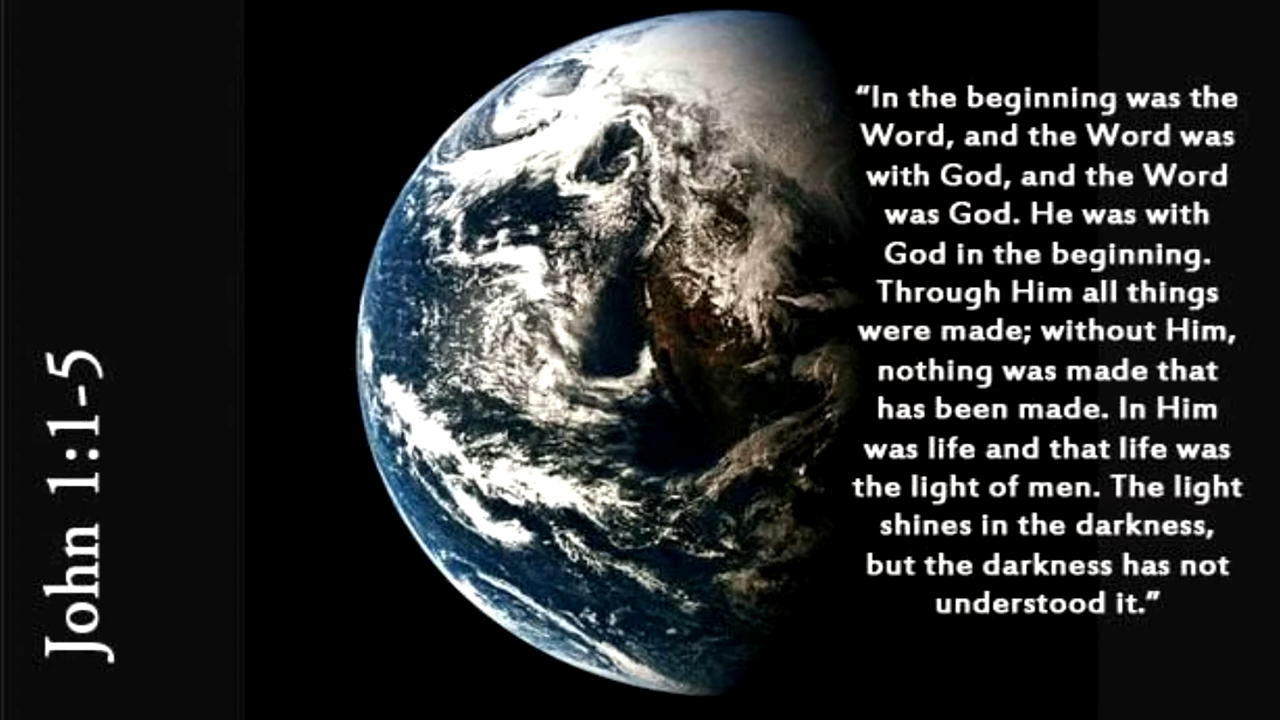 John 1:1-5
“In the beginning was the
Word, and the Word was
with God, and the Word
was God. He was with
God in the beginning.
Through Him all things
were made; without Him,
nothing was made that
has been made. In Him
was life and that life was
the light of men. The light
shines in the darkness,
but the darkness has not
understood it.”